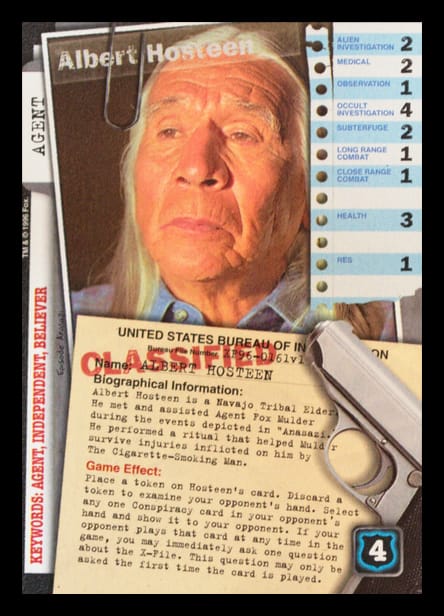 Albert Hosteen
AGENT
TM & © 1996 Fox.
KEYWORDS: AGENT, INDEPENDENT, BELIEVER
Episode: Anasazi
ALIEN
INVESTIGATION 2
MEDICAL 2
OBSERVATION 1
OCCULT
INVESTIGATION 4
SUBTERFUGE 2
LONG RANGE
COMBAT 1
CLOSE RANGE
COMBAT 1
HEALTH 3
RES 1
UNITED STATES BUREAU OF IN ON
Bureau File Number: XF96-0161v1
CLASSIFIED
Name: ALBERT HOSTEEN
Biographical Information:
Albert Hosteen is a Navajo Tribal Elder
He met and assisted Agent Fox Mulder
during the events depicted in "Anasazi.
He performed a ritual that helped Mulder
survive injuries inflicted on him by
The Cigarette-Smoking Man.
Game Effect:
Place a token on Hosteen's card. Discard a
token to examine your opponent's hand. Select
any one Conspiracy card in your opponent's
hand and show it to your opponent. If your
opponent plays that card at any time in the
game, you may immediately ask one question
about the X-File. This question may only be
asked the first time the card is played.
4